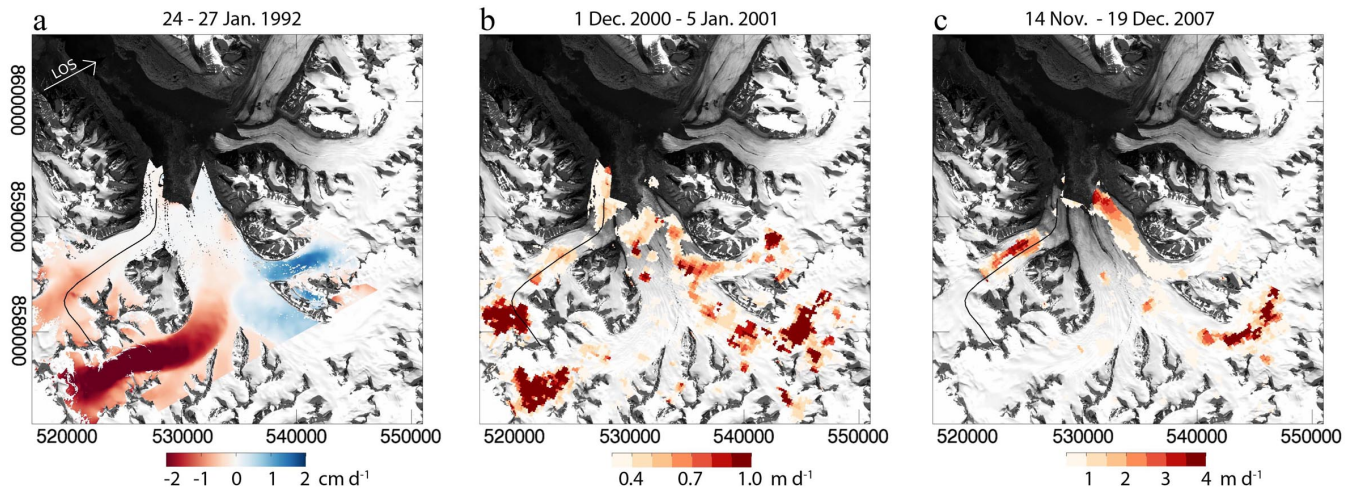 a 24 - 27 Jan. 1992
b 1 Dec. 2000 - 5 Jan. 2001
c 14 Nov. - 19 Dec. 2007
LOS
8600000
8590000
8580000
520000 530000 540000 550000
520000 530000 540000 550000
520000 530000 540000 550000
-2 -1 0 1 2 cm d⁻¹
0.4 0.7 1.0 m d⁻¹
1 2 3 4 m d⁻¹